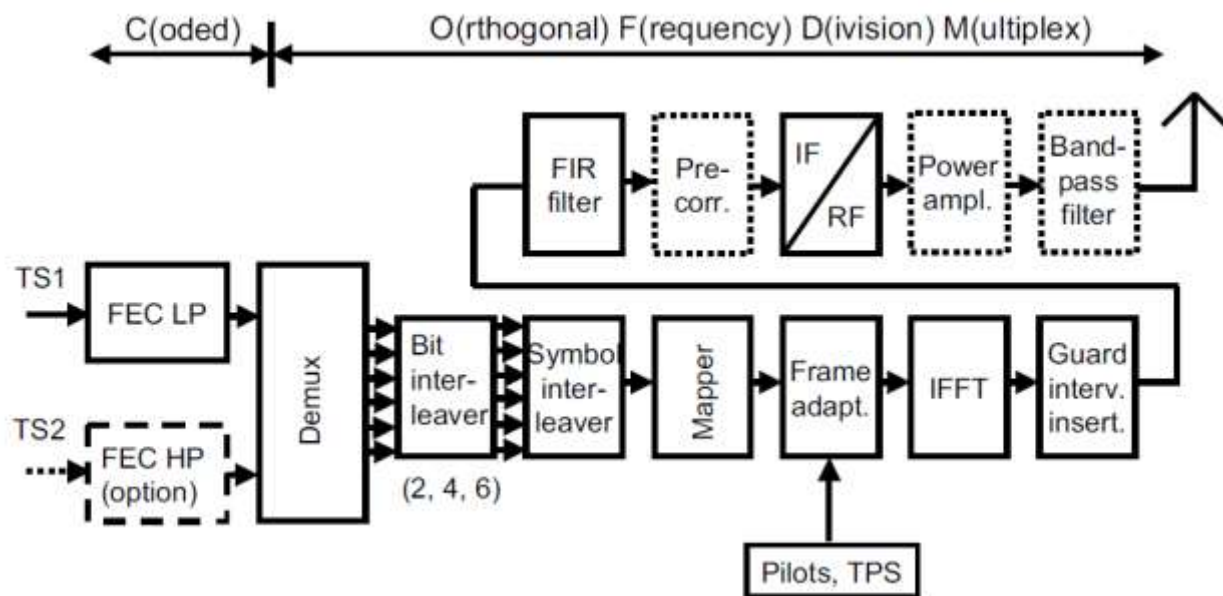 C(oded)
O(rthogonal) F(requency) D(ivision) M(ultiplex)
FIR
filter
Pre-
corr.
IF
RF
Power
ampl.
Band-
pass
filter
TS1
FEC LP
TS2
FEC HP
(option)
Demux
Bit
inter-
leaver
(2, 4, 6)
Symbol
inter-
leaver
Mapper
Frame
adapt.
IFFT
Guard
interv.
insert.
Pilots, TPS